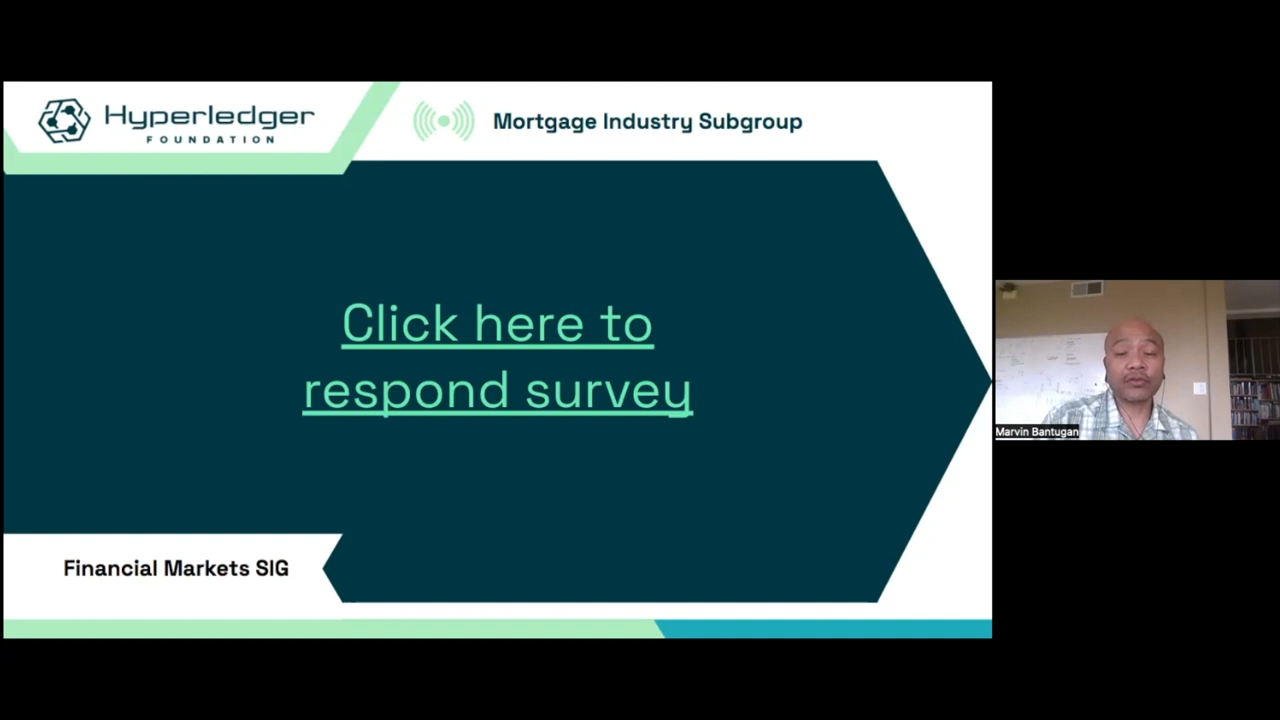 Hyperledger
FOUNDATION
Mortgage Industry Subgroup
Click here to
respond survey
Financial Markets SIG
Marvin Bantugan